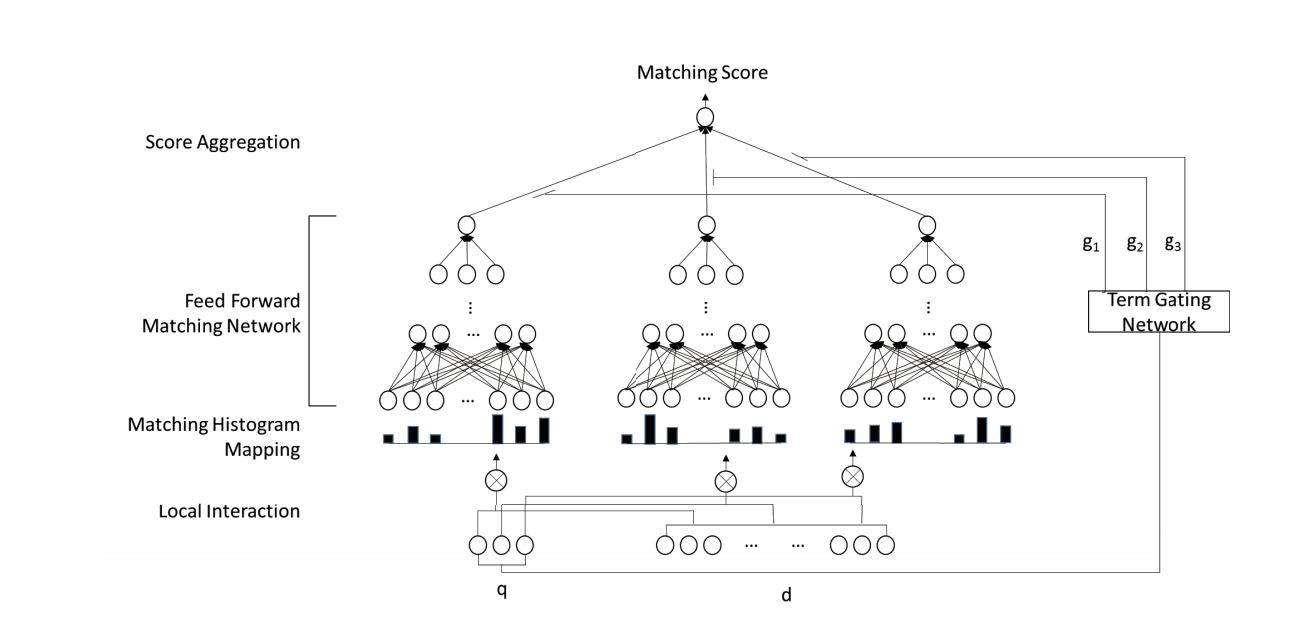 Matching Score
Score Aggregation
g1
g2
g3
Feed Forward
Matching Network
Term Gating
Network
...
...
...
...
...
...
...
...
...
Matching Histogram
Mapping
Local Interaction
...
...
q
d